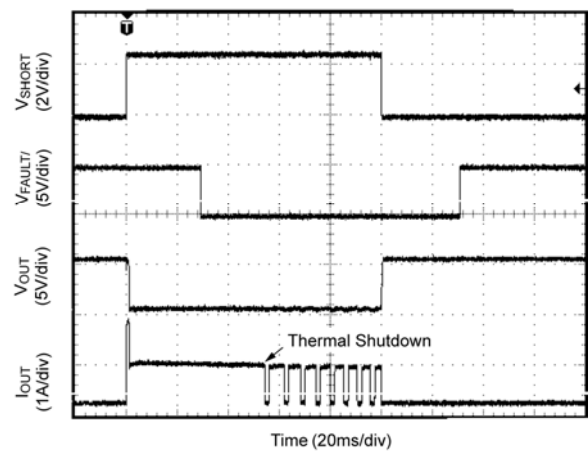 T
VSHORT
(2V/div)
VFAULT/
(5V/div)
VOUT
(5V/div)
IOUT
(1A/div)
Thermal Shutdown
Time (20ms/div)